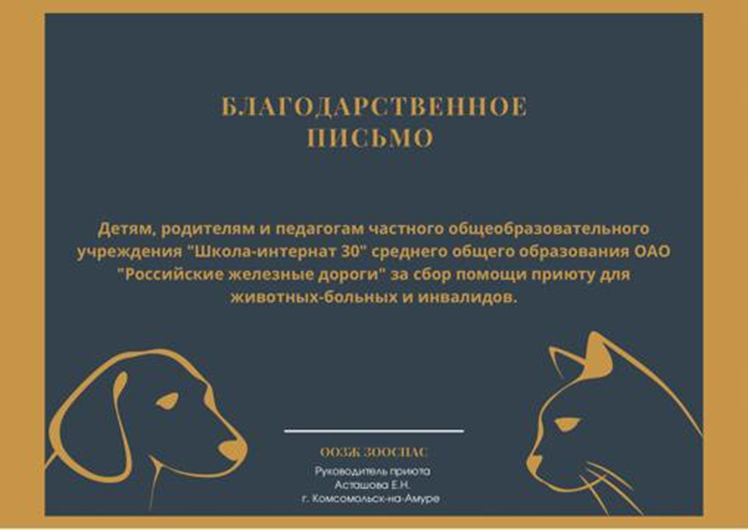 БЛАГОДАРСТВЕННОЕ
ПИСЬМО
Детям, родителям и педагогам частного общеобразовательного
учреждения "Школа-интернат 30" среднего общего образования ОАО
"Российские железные дороги" за сбор помощи приюту для
животных-больных и инвалидов.
ООЗЖ ЗООСПАС
Руководитель приюта
Асташова Е.Н.
г. Комсомольск-на-Амуре